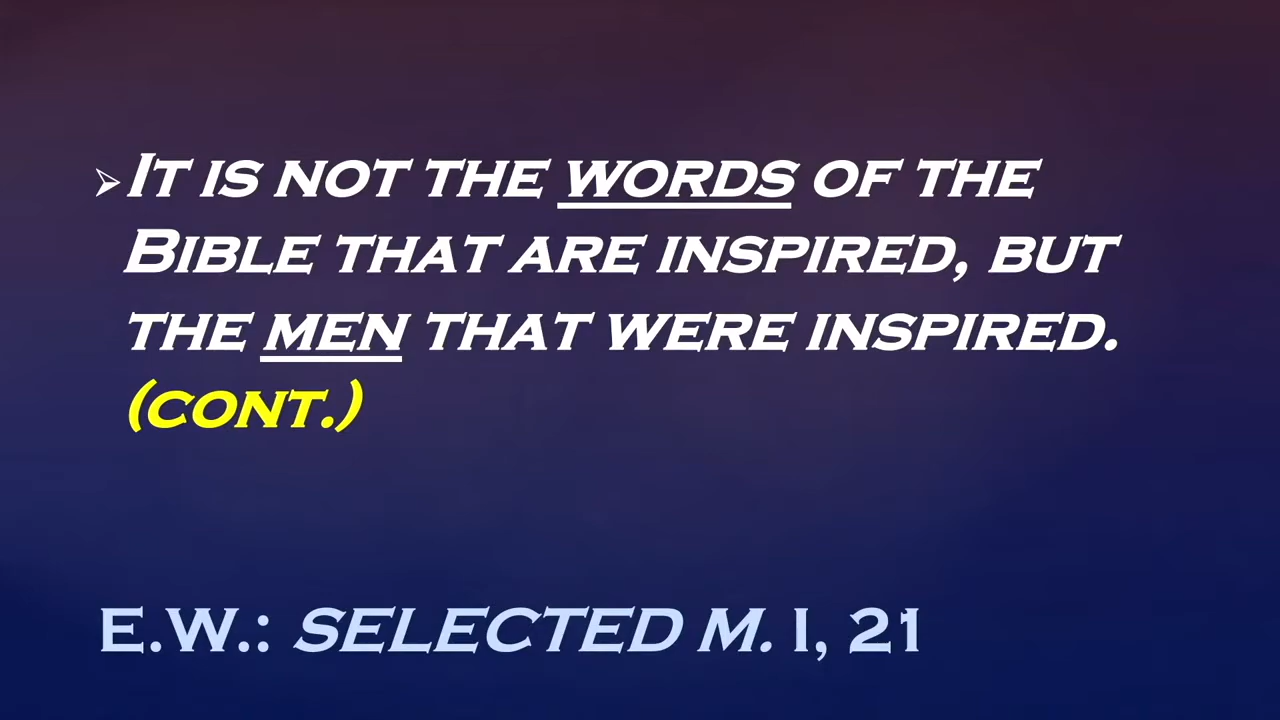 It is not the words of the
Bible that are inspired, but
the men that were inspired.
(cont.)
E.W.: Selected M. I, 21